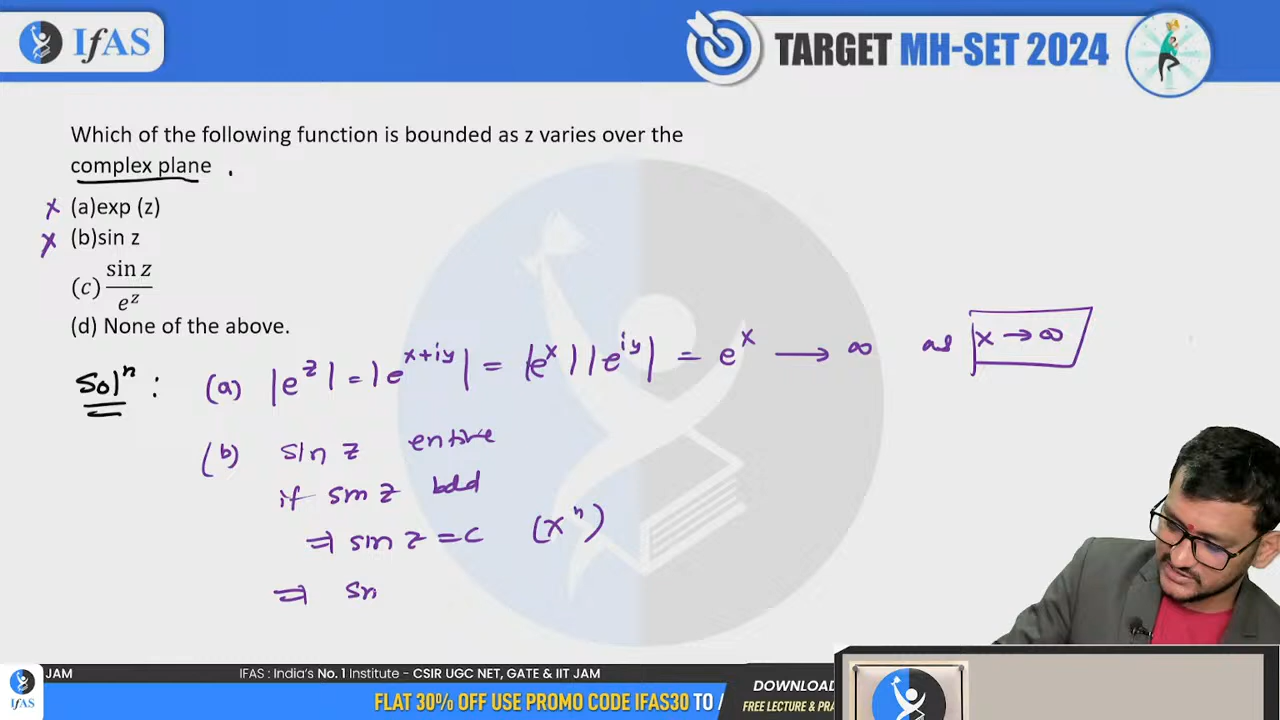 IfAS
TARGET MH-SET 2024
Which of the following function is bounded as z varies over the
complex plane .
x (a)exp (z)
x (b)sin z
(c) sin z / e^z
(d) None of the above.
Solⁿ : (a) |e^z| = |e^{x+iy}| = |e^x| |e^{iy}| = e^x → ∞ as x → ∞
(b) sin z entire
if sin z bdd
⇒ sin z = c (xⁿ)
⇒ sin
JAM
IFAS : India's No. 1 Institute - CSIR UGC NET, GATE & IIT JAM
FLAT 30% OFF USE PROMO CODE IFAS30 TO A
DOWNLOAD
FREE LECTURE & PRA